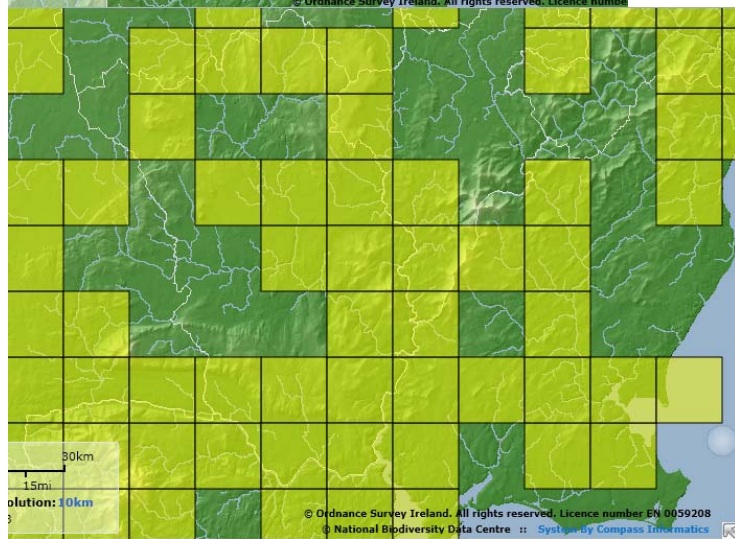 © Ordnance Survey Ireland. All rights reserved. Licence numbe
30km
15mi
olution: 10km
3
© Ordnance Survey Ireland. All rights reserved. Licence number EN 0059208
© National Biodiversity Data Centre :: System By Compass Informatics